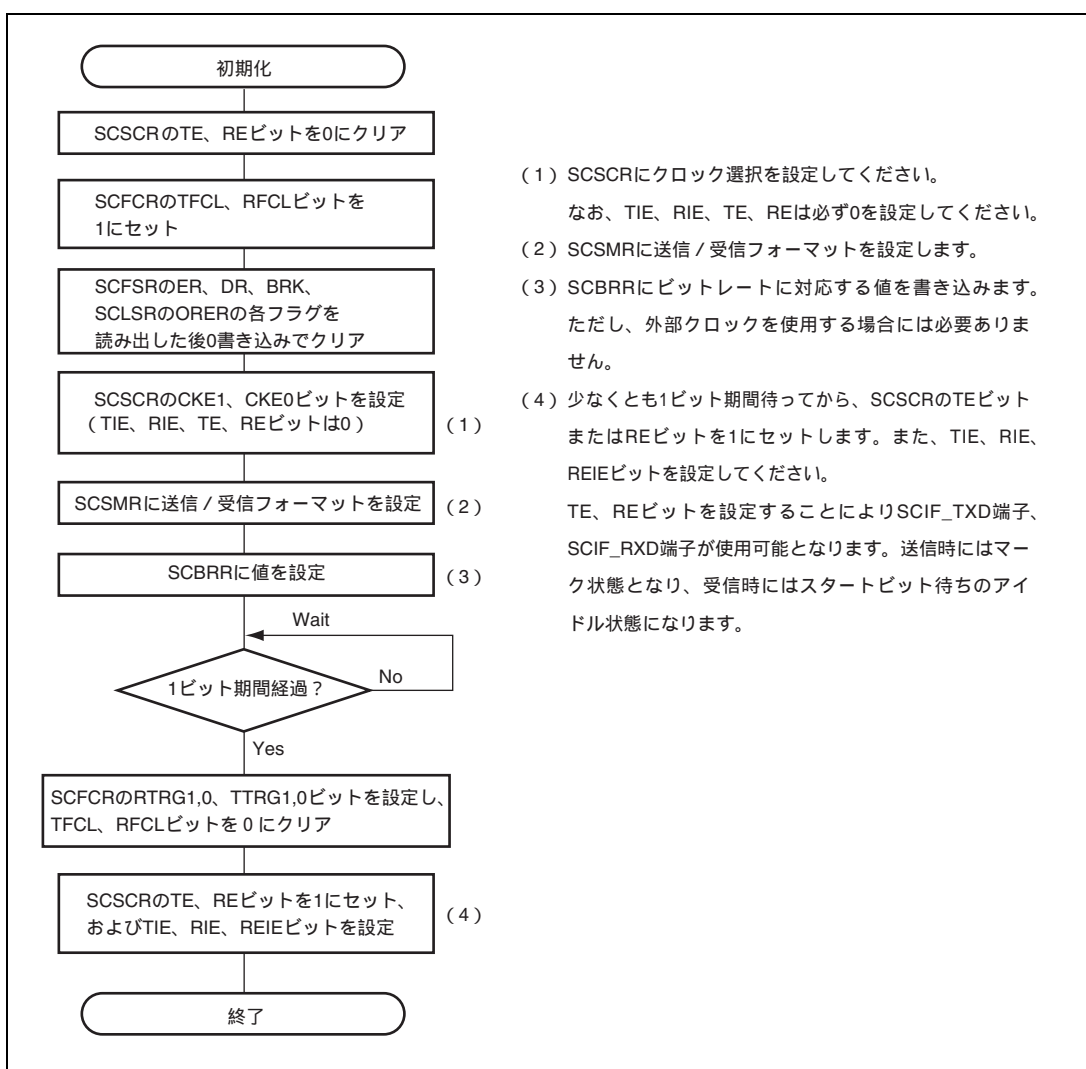 初期化
SCSCRのTE、REビットを0にクリア
SCFCRのTFCL、RFCLビットを
1にセット
SCFSRのER、DR、BRK、
SCLSRのORERの各フラグを
読み出した後0書き込みでクリア
SCSCRのCKE1、CKE0ビットを設定
(TIE、RIE、TE、REビットは0)
(1)
SCSMRに送信 / 受信フォーマットを設定
(2)
SCBRRに値を設定
(3)
Wait
1ビット期間経過?
No
Yes
SCFCRのRTRG1,0、TTRG1,0ビットを設定し、
TFCL、RFCLビットを 0 にクリア
SCSCRのTE、REビットを1にセット、
およびTIE、RIE、REIEビットを設定
(4)
終了
(1)SCSCRにクロック選択を設定してください。
なお、TIE、RIE、TE、REは必ず0を設定してください。
(2)SCSMRに送信 / 受信フォーマットを設定します。
(3)SCBRRにビットレートに対応する値を書き込みます。
ただし、外部クロックを使用する場合には必要ありま
せん。
(4)少なくとも1ビット期間待ってから、SCSCRのTEビット
またはREビットを1にセットします。また、TIE、RIE、
REIEビットを設定してください。
TE、REビットを設定することによりSCIF_TXD端子、
SCIF_RXD端子が使用可能となります。送信時にはマー
ク状態となり、受信時にはスタートビット待ちのアイ
ドル状態になります。